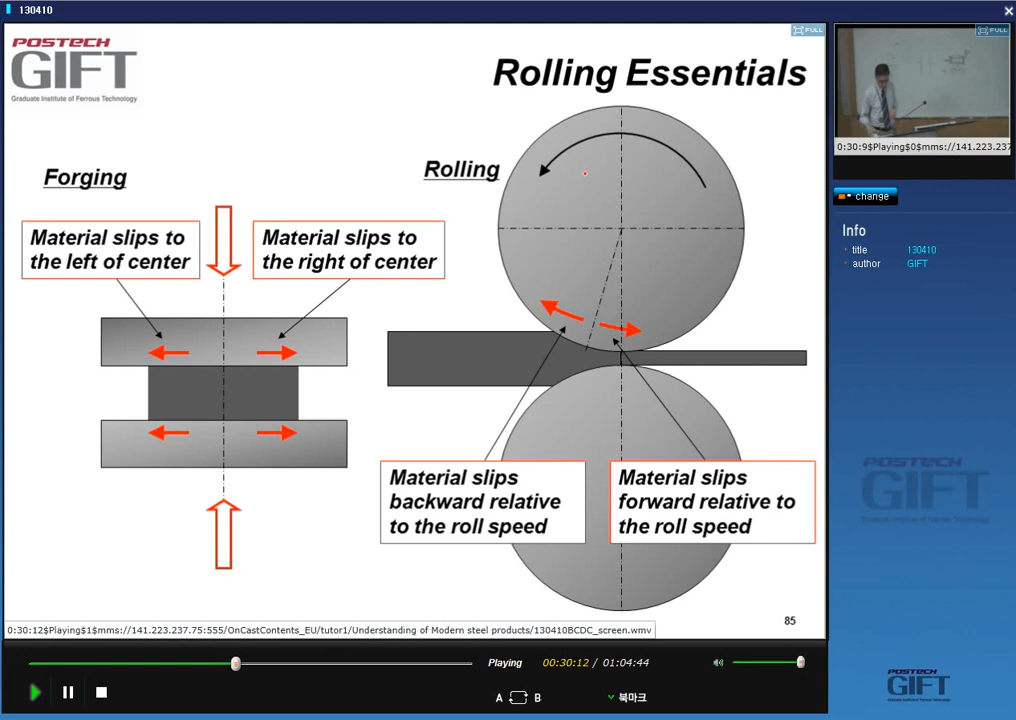 130410
POSTECH
GIFT
Graduate Institute of Ferrous Technology
FULL
Rolling Essentials
Forging
Rolling
Material slips to
the left of center
Material slips to
the right of center
Material slips
backward relative
to the roll speed
Material slips
forward relative to
the roll speed
85
0:30:12$Playing$1$mms://141.223.237.75:555/OnCastContents_EU/tutor1/Understanding of Modern steel products/130410BCDC_screen.wmv
FULL
0:30:9$Playing$0$mms://141.223.237
change
Info
title 130410
author GIFT
POSTECH
GIFT
Playing 00:30:12 / 01:04:44
A B 북마크
POSTECH
GIFT